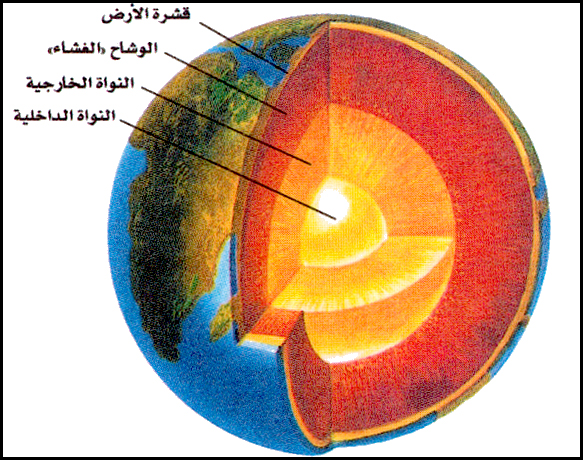 قشرة الأرض
الوشاح «الغشاء»
النواة الخارجية
النواة الداخلية